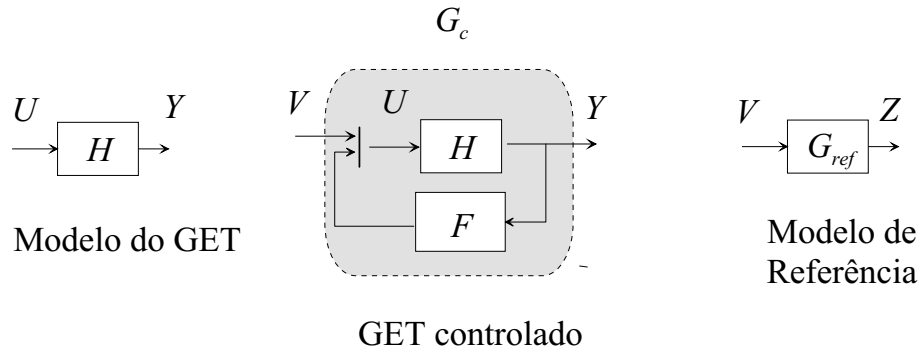 G_c
U
Y
H
V
U
Y
H
F
V
Z
G_ref
Modelo do GET
GET controlado
Modelo de
Referência